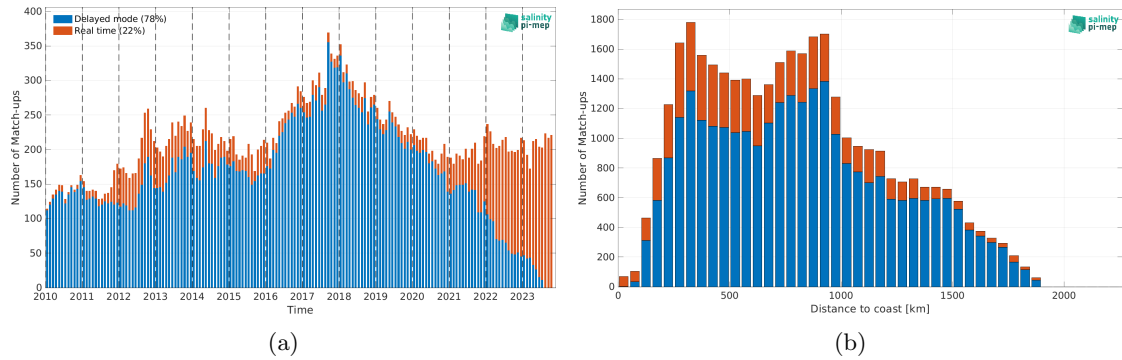 Number of Match-ups
400
350
300
250
200
150
100
50
0
Delayed mode (78%)
Real time (22%)
salinity
pi-mep
2010 2011 2012 2013 2014 2015 2016 2017 2018 2019 2020 2021 2022 2023
Time
(a)
Number of Match-ups
1800
1600
1400
1200
1000
800
600
400
200
0
salinity
pi-mep
0 500 1000 1500 2000
Distance to coast [km]
(b)